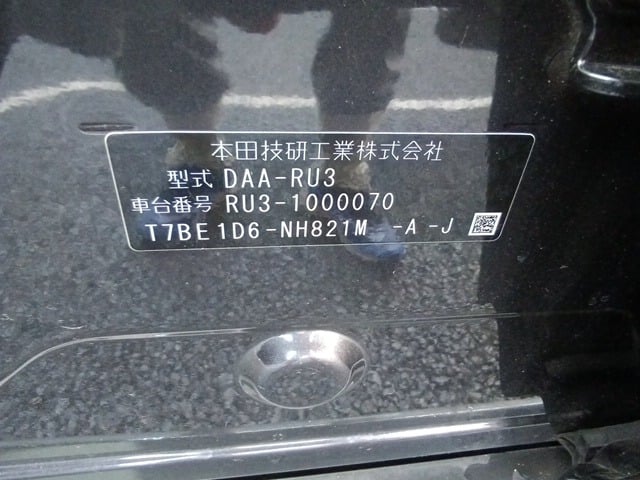 本田技研工業株式会社
型式 DAA-RU3
車台番号 RU3-1000070
T7BE1D6-NH821M -A -J